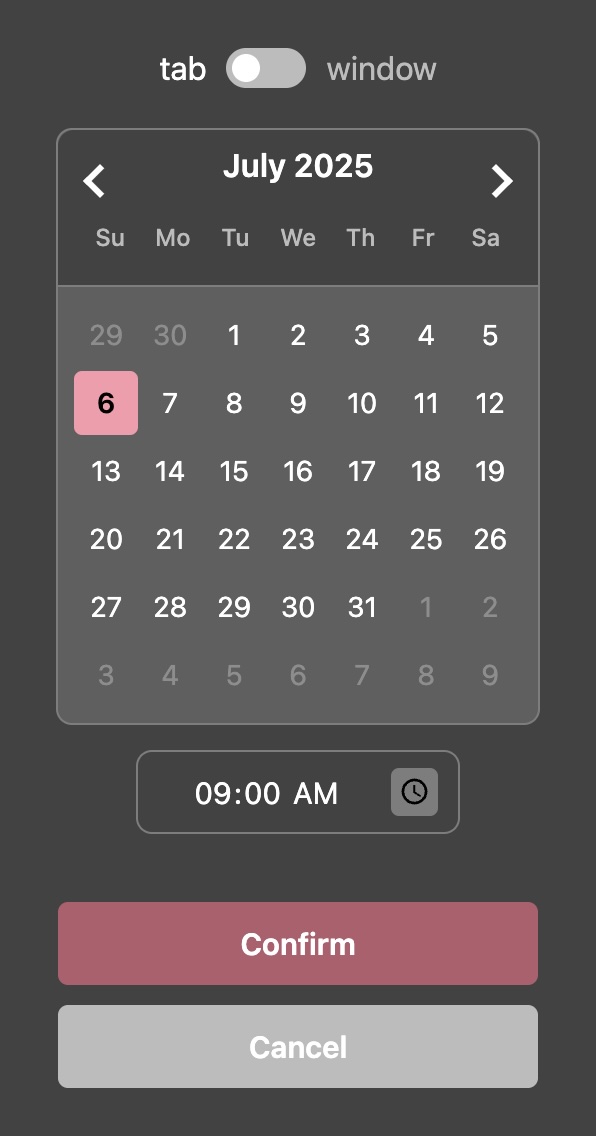 tab window
July 2025
Su Mo Tu We Th Fr Sa
29 30 1 2 3 4 5
6 7 8 9 10 11 12
13 14 15 16 17 18 19
20 21 22 23 24 25 26
27 28 29 30 31 1 2
3 4 5 6 7 8 9
09:00 AM
Confirm
Cancel